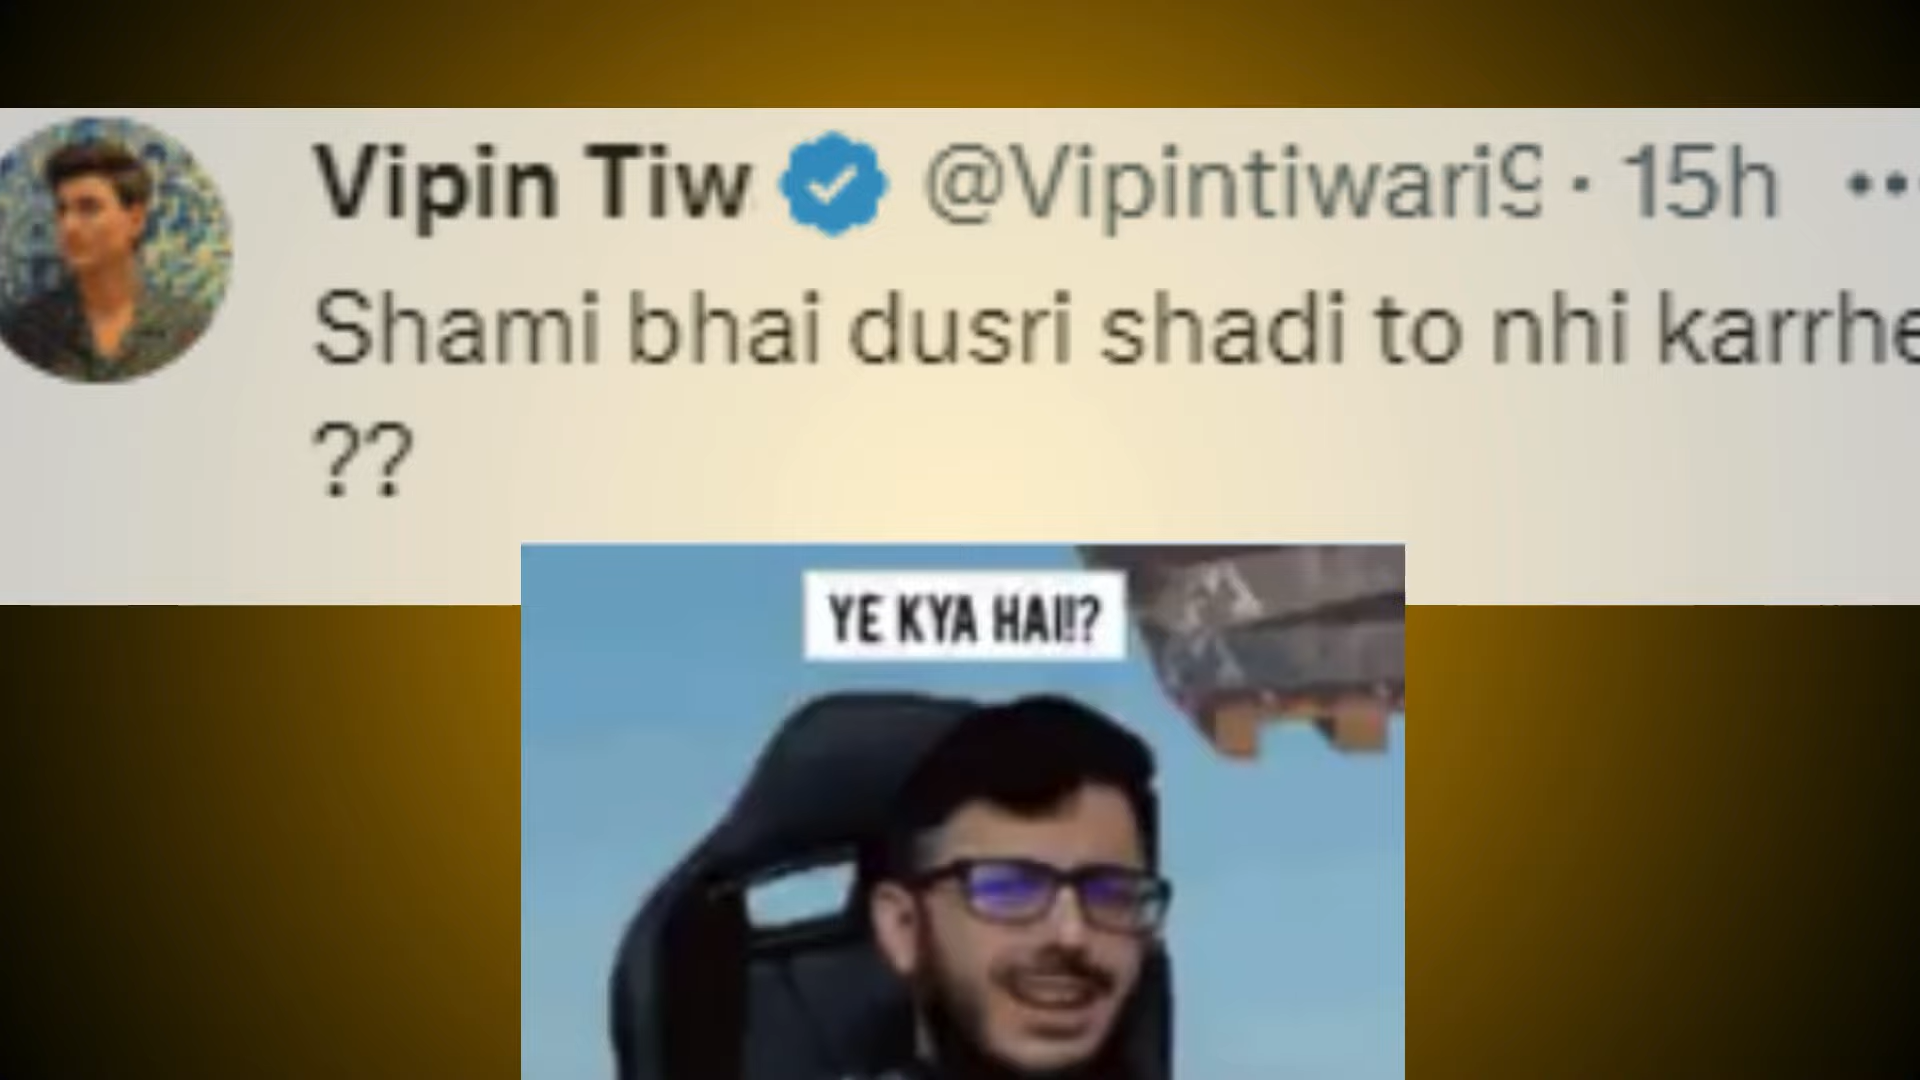 Vipin Tiw @Vipintiwari9 · 15h
Shami bhai dusri shadi to nhi karrhe
??
YE KYA HAI!?